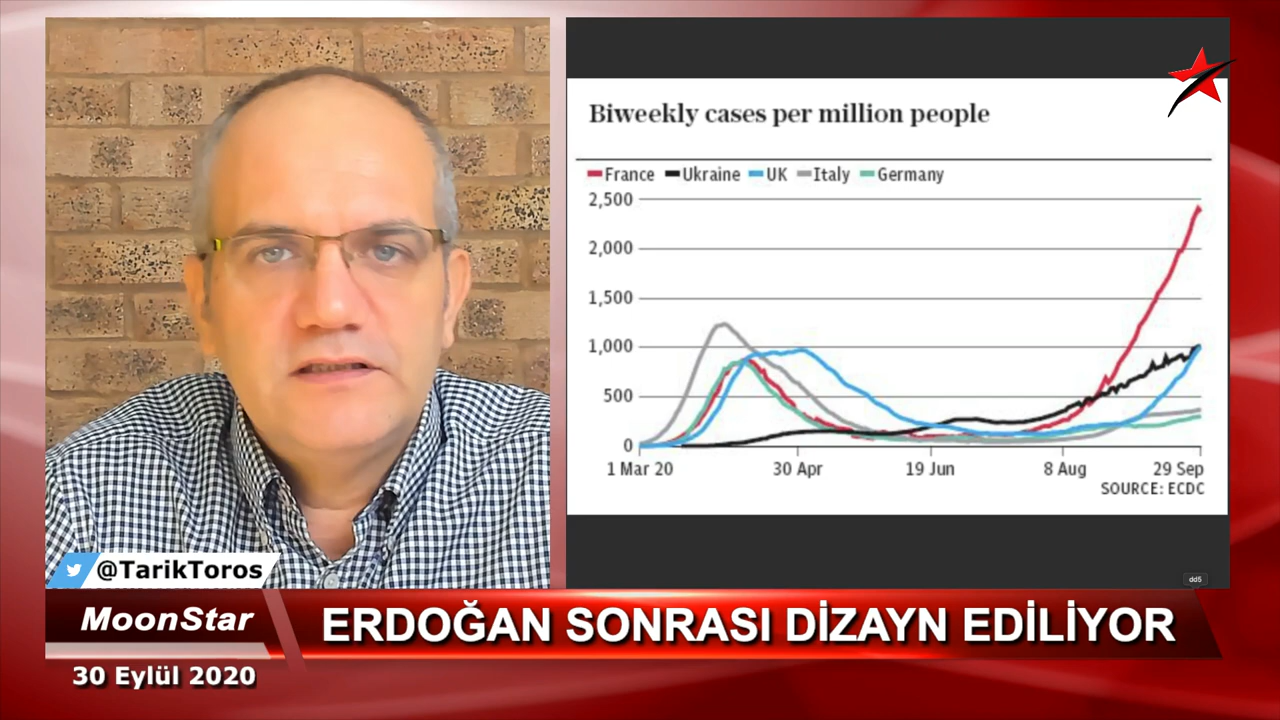 Biweekly cases per million people
France Ukraine UK Italy Germany
2,500
2,000
1,500
1,000
500
0
1 Mar 20 30 Apr 19 Jun 8 Aug 29 Sep
SOURCE: ECDC
dd5
@TarikToros
MoonStar
ERDOĞAN SONRASI DİZAYN EDİLİYOR
30 Eylül 2020